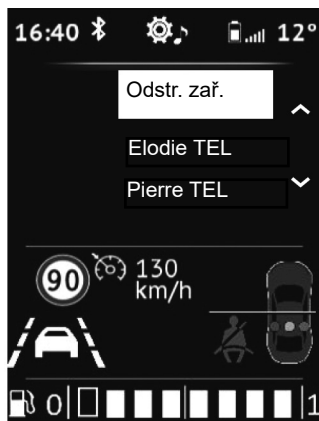 16:40 12°
Odstr. zař.
Elodie TEL
Pierre TEL
90 130
km/h
0 1